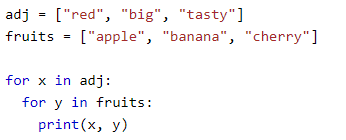 adj = ["red", "big", "tasty"]
fruits = ["apple", "banana", "cherry"]

for x in adj:
  for y in fruits:
    print(x, y)